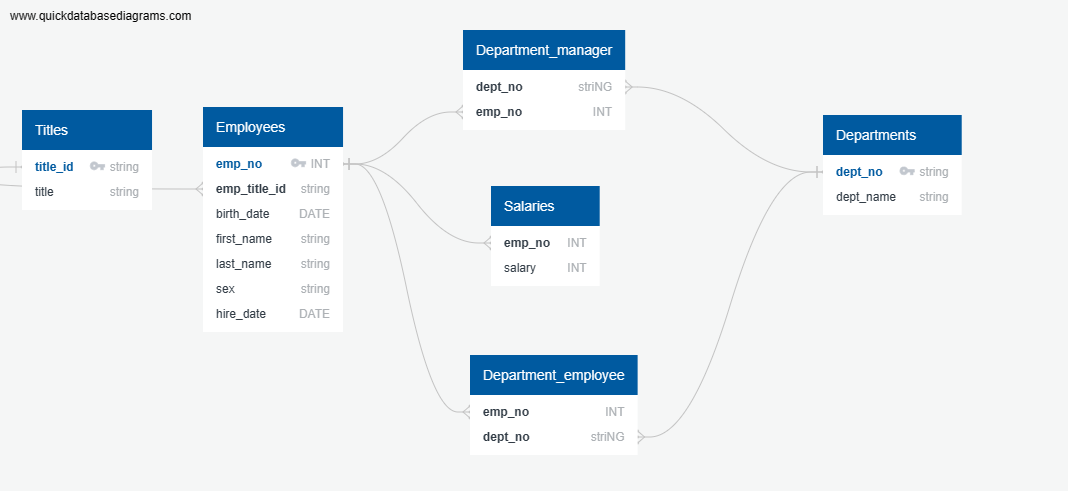 www.quickdatabasediagrams.com
Titles
title_id string
title string
Employees
emp_no INT
emp_title_id string
birth_date DATE
first_name string
last_name string
sex string
hire_date DATE
Department_manager
dept_no striNG
emp_no INT
Salaries
emp_no INT
salary INT
Department_employee
emp_no INT
dept_no striNG
Departments
dept_no string
dept_name string